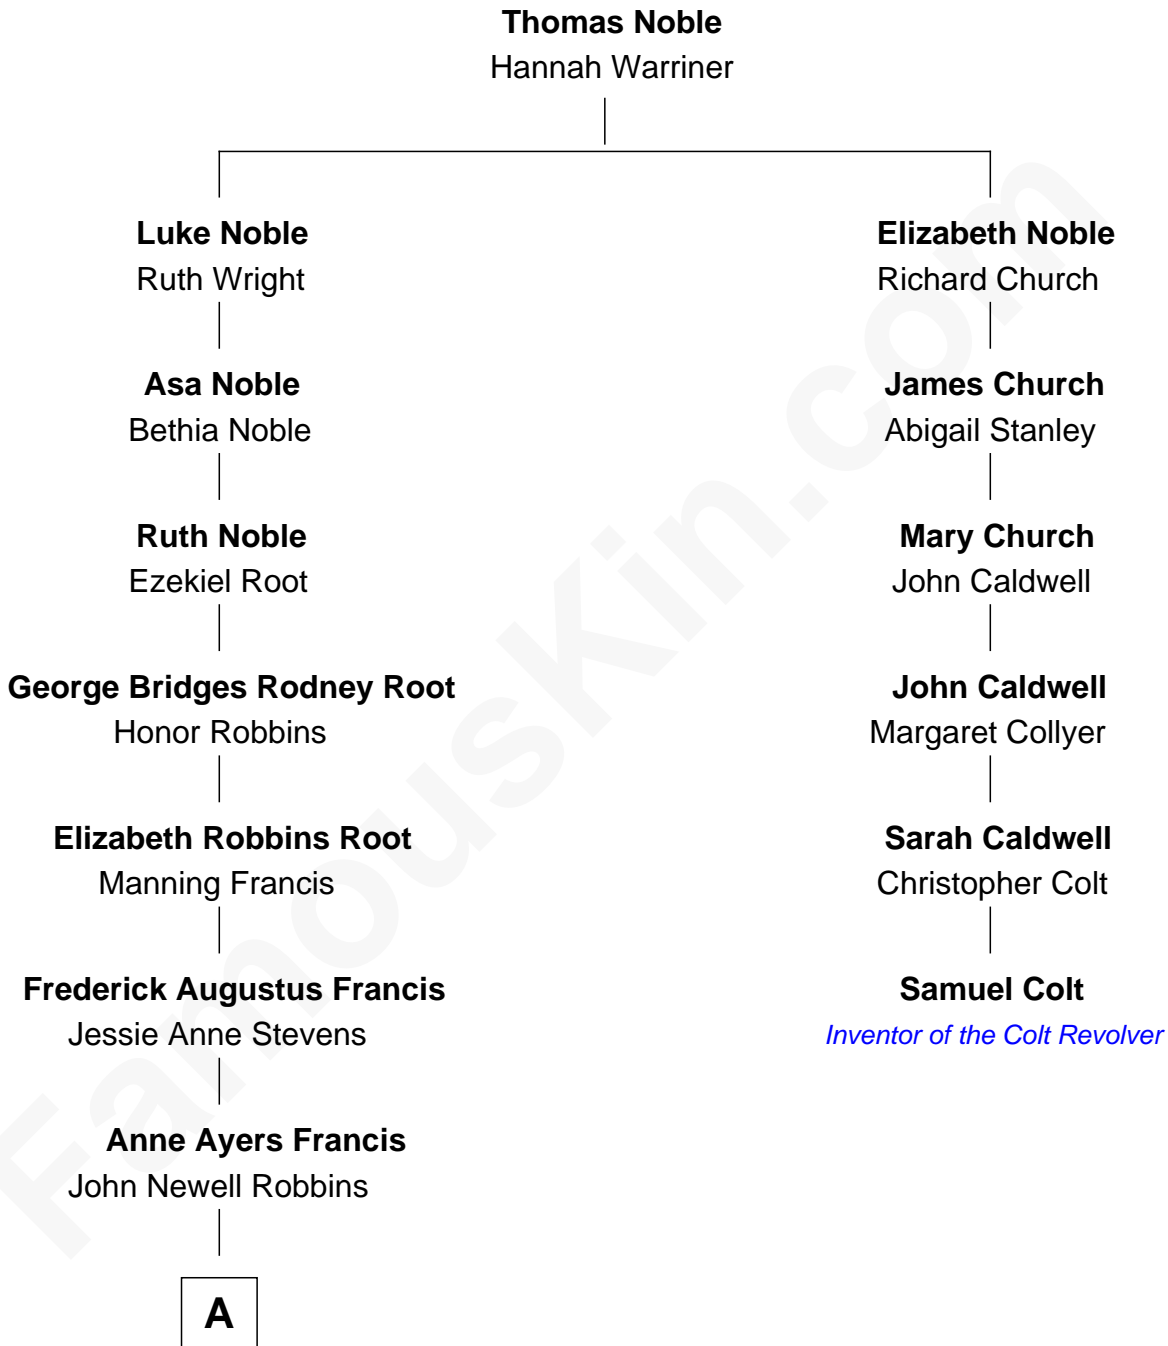 Thomas Noble
Hannah Warriner
Luke Noble
Ruth Wright
Elizabeth Noble
Richard Church
Asa Noble
Bethia Noble
James Church
Abigail Stanley
Ruth Noble
Ezekiel Root
Mary Church
John Caldwell
George Bridges Rodney Root
Honor Robbins
John Caldwell
Margaret Collyer
Elizabeth Robbins Root
Manning Francis
Sarah Caldwell
Christopher Colt
Frederick Augustus Francis
Jessie Anne Stevens
Samuel Colt
Inventor of the Colt Revolver
Anne Ayers Francis
John Newell Robbins
A
FamousKin.com